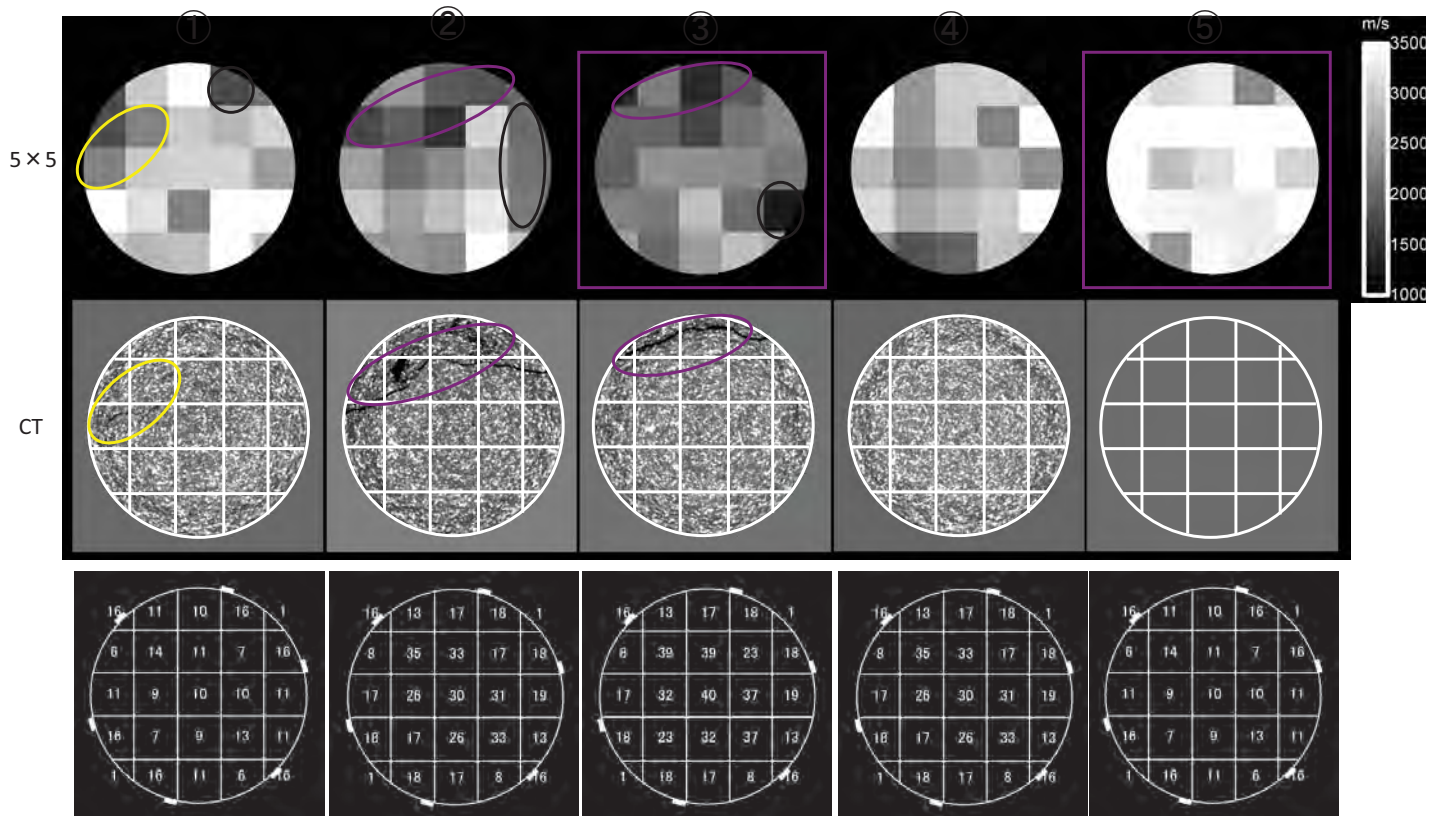 ① ② ③ ④ ⑤
m/s
3500
3000
2500
2000
1500
1000
5×5
CT
16 11 10 16 1
6 14 11 7 16
11 9 10 10 11
16 7 9 13 11
1 16 11 6 16
16 13 17 18 1
8 35 33 17 18
17 26 30 31 19
18 17 26 33 13
1 18 17 8 16
16 13 17 18 1
8 39 39 23 18
17 32 40 37 19
18 23 32 37 13
1 18 17 8 16
16 13 17 18 1
8 35 33 17 18
17 26 30 31 19
18 17 26 33 13
1 18 17 8 16
16 11 10 16 1
6 14 11 7 16
11 9 10 10 11
16 7 9 13 11
1 16 11 6 16